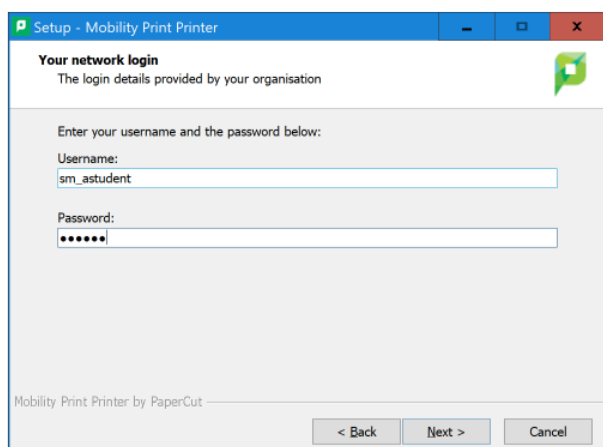 Setup - Mobility Print Printer
Your network login
The login details provided by your organisation
Enter your username and the password below:
Username:
sm_astudent
Password:
••••••
Mobility Print Printer by PaperCut
< Back
Next >
Cancel